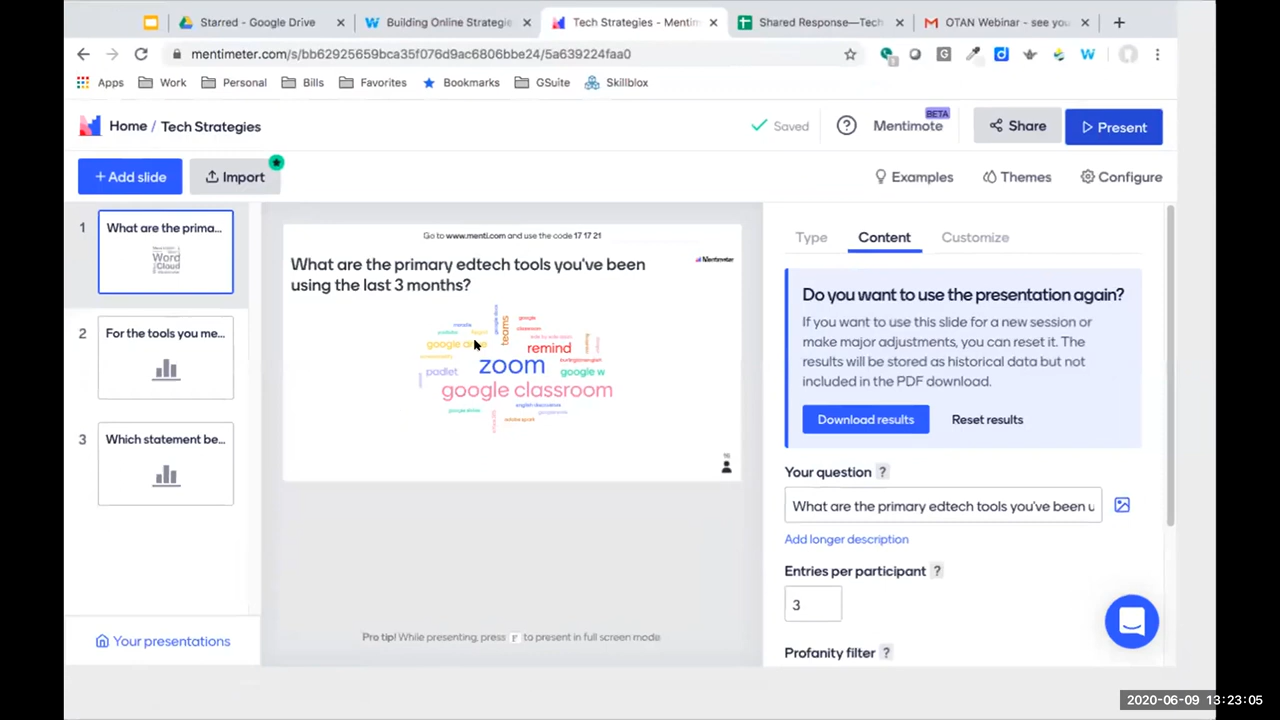 Starred - Google Drive
Building Online Strategie
Tech Strategies - Mentim
Shared Response—Tech
OTAN Webinar - see you
mentimeter.com/s/bb62925659bca35f076d9ac6806bbe24/5a639224faa0
Apps Work Personal Bills Favorites Bookmarks GSuite Skillblox
Home / Tech Strategies
Saved
Mentimote
BETA
Share
Present
+ Add slide
Import
Examples
Themes
Configure
1
What are the prima...
Word
Cloud
2
For the tools you me...
3
Which statement be...
Your presentations
Go to www.menti.com and use the code 17 17 21
Mentimeter
What are the primary edtech tools you've been
using the last 3 months?
google
classroom
teams
remind
zoom
padlet
google w
google classroom
16
Pro tip! While presenting, press F to present in full screen mode
Type
Content
Customize
Do you want to use the presentation again?
If you want to use this slide for a new session or
make major adjustments, you can reset it. The
results will be stored as historical data but not
included in the PDF download.
Download results
Reset results
Your question ?
What are the primary edtech tools you've been u
Add longer description
Entries per participant ?
3
Profanity filter ?
2020-06-09 13:23:05